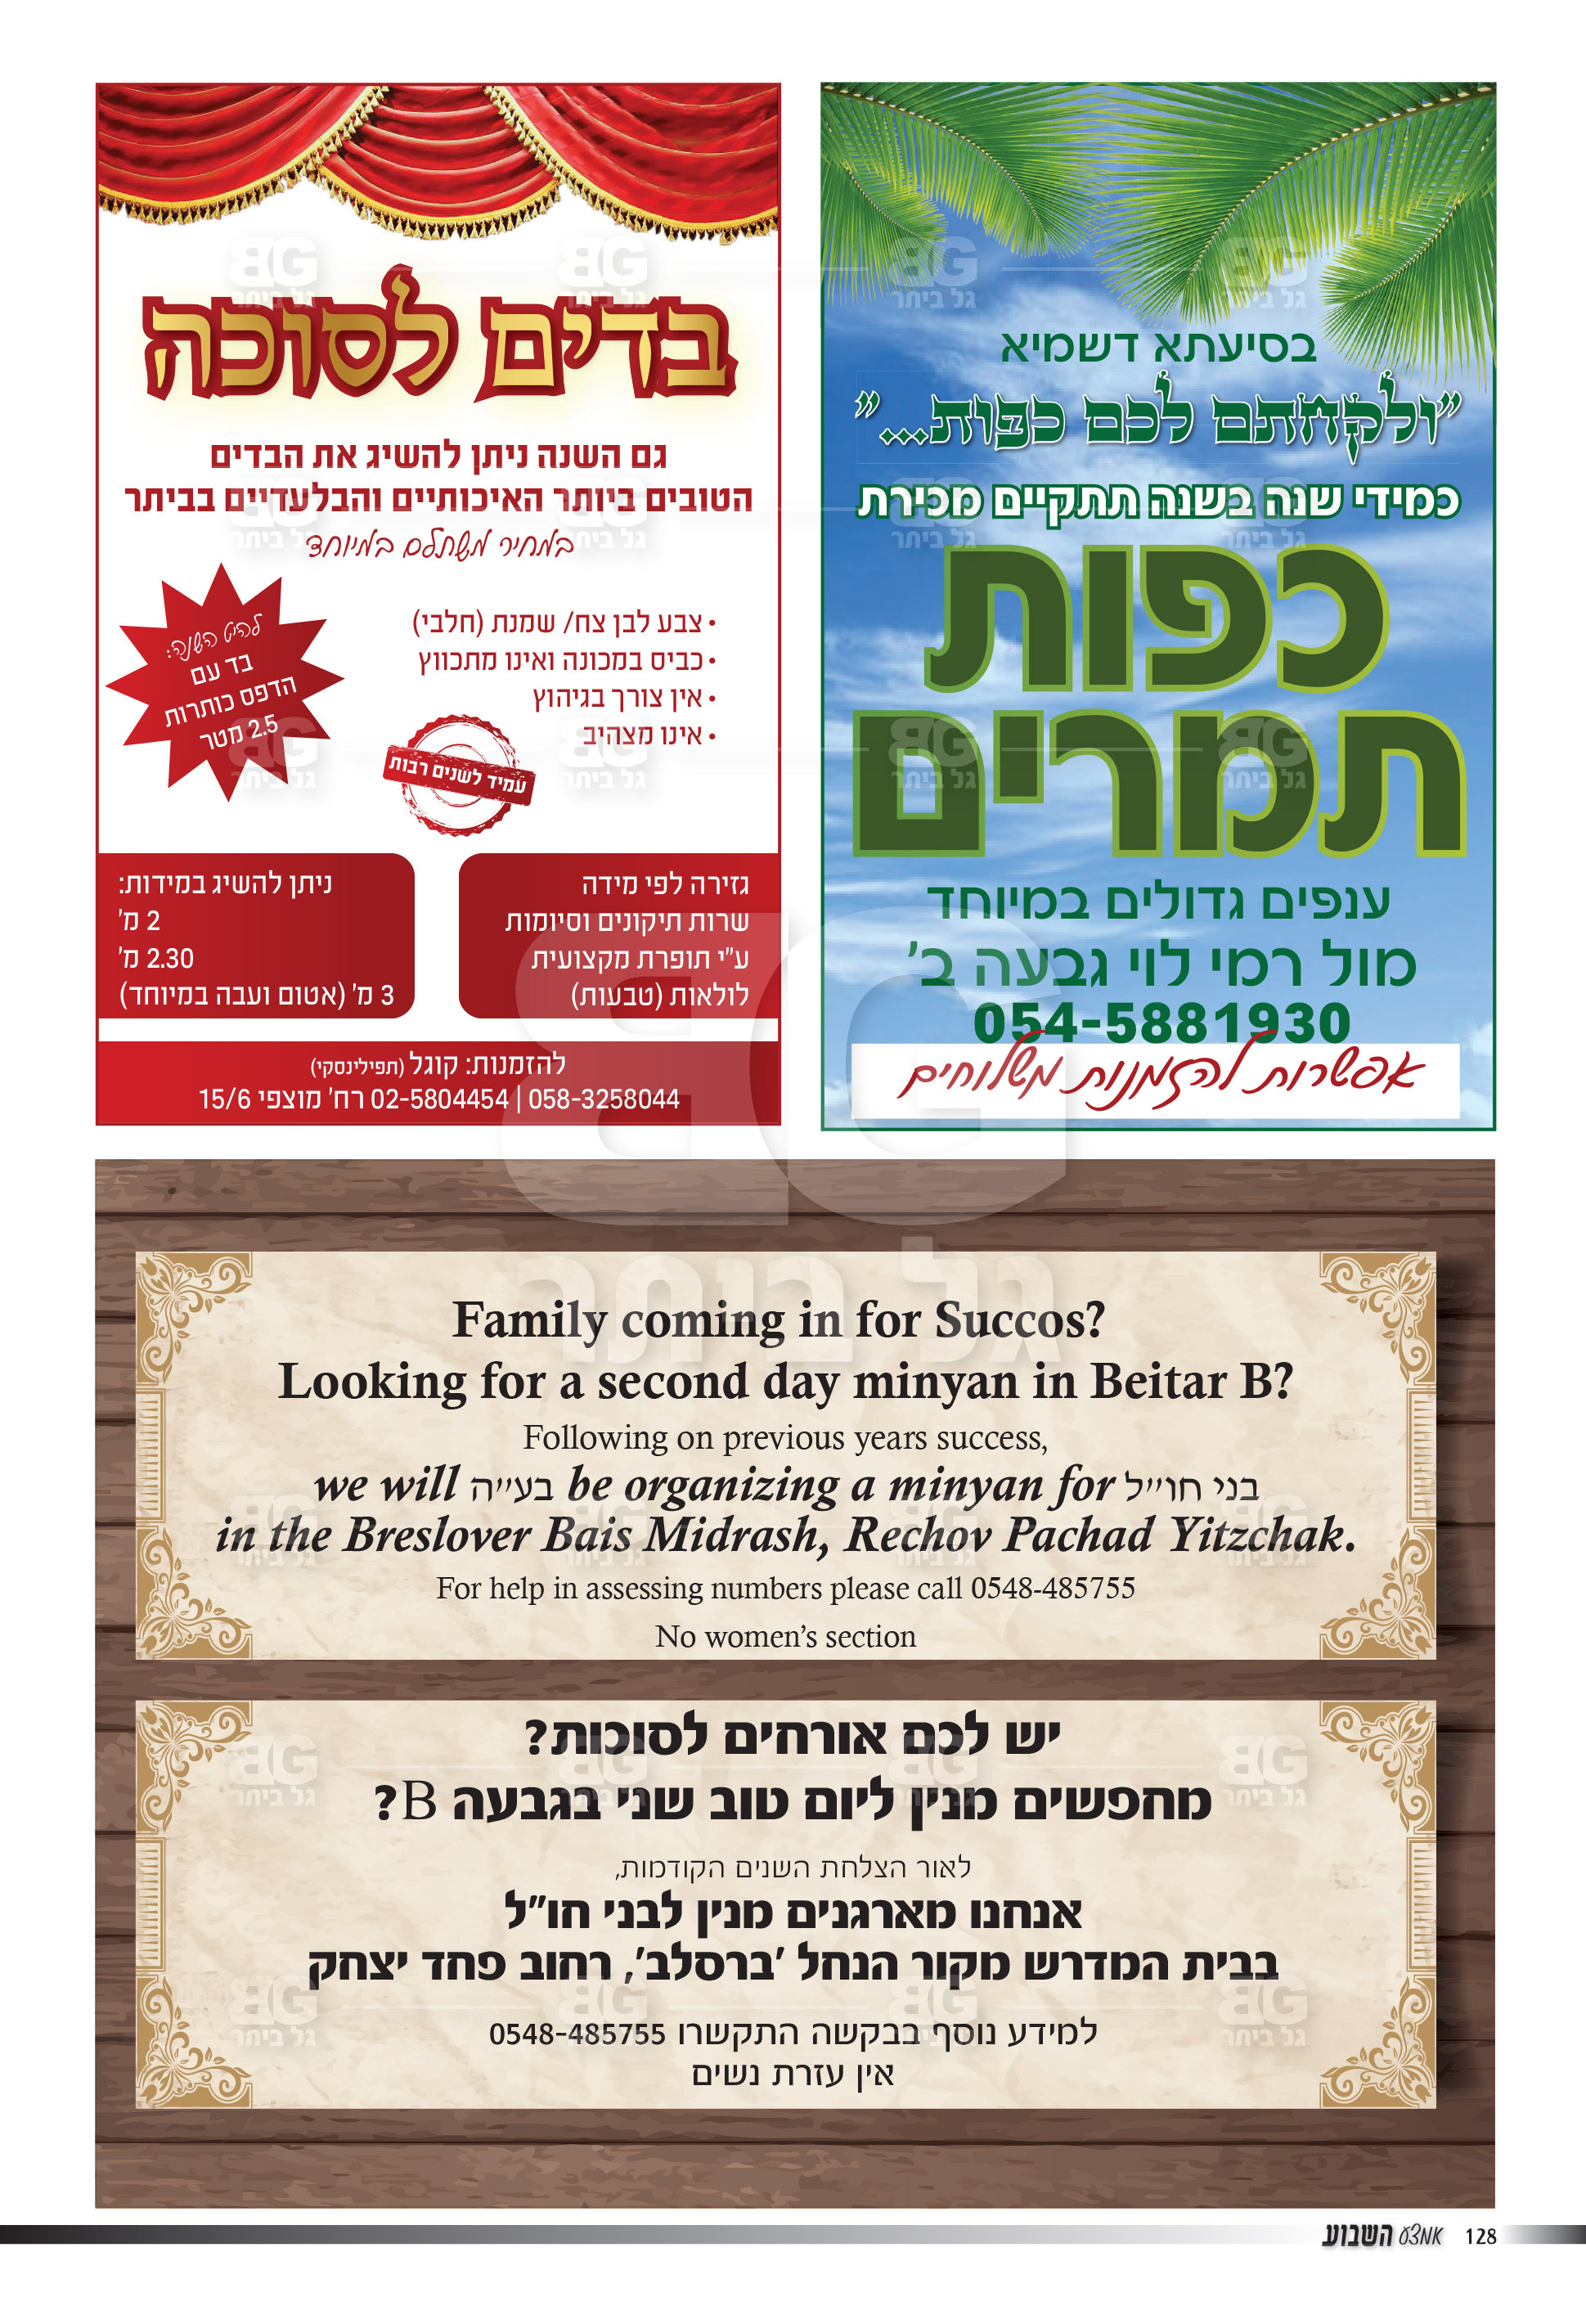 בסיעתא דשמיא
"ולקחתם לכם כפות..."
כמידי שנה בשנה תתקיים מכירת
כפות
תמרים
ענפים גדולים במיוחד
מול רמי לוי גבעה ב'
054-5881930
אפשרות להזמנות משלוחים
בדים לסוכה
גם השנה ניתן להשיג את הבדים
הטובים ביותר האיכותיים והבלעדיים בביתר
במחיר משתלם במיוחד
• צבע לבן צח/ שמנת (חלבי)
• כביס במכונה ואינו מתכווץ
• אין צורך בגיהוץ
• אינו מצהיב
עמיד לשנים רבות
להיט השנה:
בד עם
הדפס כותרות
2.5 מטר
גזירה לפי מידה
שרות תיקונים וסיומות
ע"י תופרת מקצועית
לולאות (טבעות)
ניתן להשיג במידות:
2 מ'
2.30 מ'
3 מ' (אטום ועבה במיוחד)
להזמנות: קוגל (תפילינסקי)
058-3258044 | 02-5804454 רח' מוצפי 15/6
Family coming in for Succos?
Looking for a second day minyan in Beitar B?
Following on previous years success,
we will בעי״ה be organizing a minyan for בני חו״ל
in the Breslover Bais Midrash, Rechov Pachad Yitzchak.
For help in assessing numbers please call 0548-485755
No women's section
יש לכם אורחים לסוכות?
מחפשים מנין ליום טוב שני בגבעה B?
לאור הצלחת השנים הקודמות,
אנחנו מארגנים מנין לבני חו"ל
בבית המדרש מקור הנחל 'ברסלב', רחוב פחד יצחק
למידע נוסף בבקשה התקשרו 0548-485755
אין עזרת נשים
128 אמצע השבוע
BG
גל ביתר